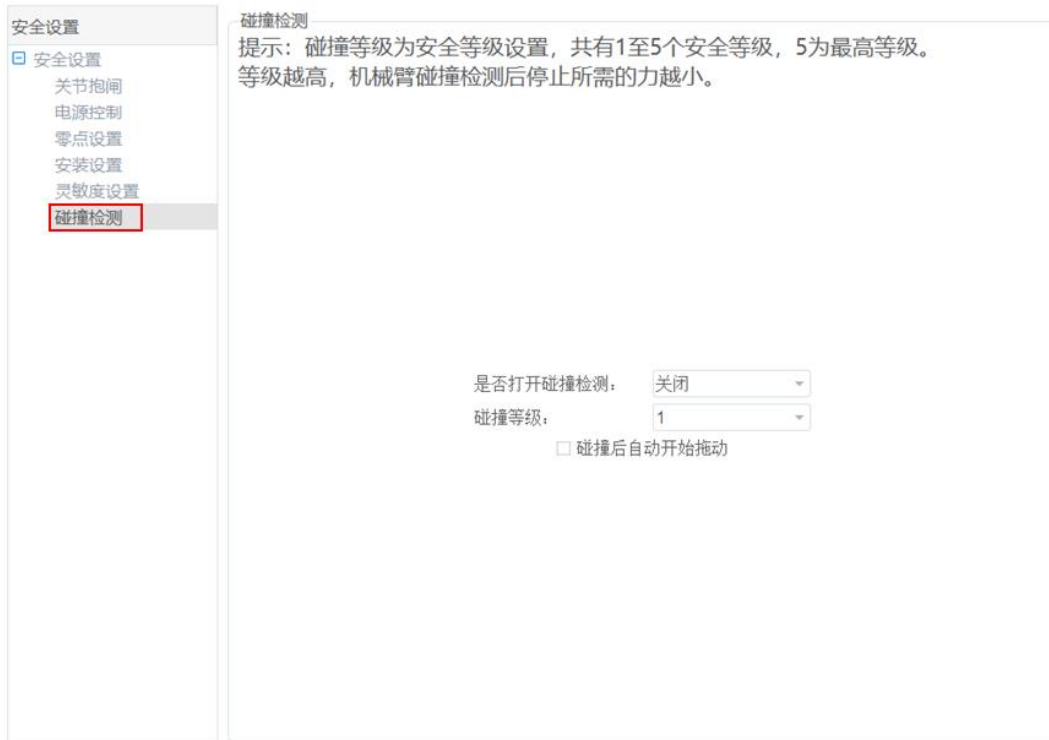 安全设置
安全设置
关节抱闸
电源控制
零点设置
安装设置
灵敏度设置
碰撞检测
碰撞检测
提示：碰撞等级为安全等级设置，共有1至5个安全等级，5为最高等级。
等级越高，机械臂碰撞检测后停止所需的力越小。
是否打开碰撞检测： 关闭
碰撞等级： 1
碰撞后自动开始拖动